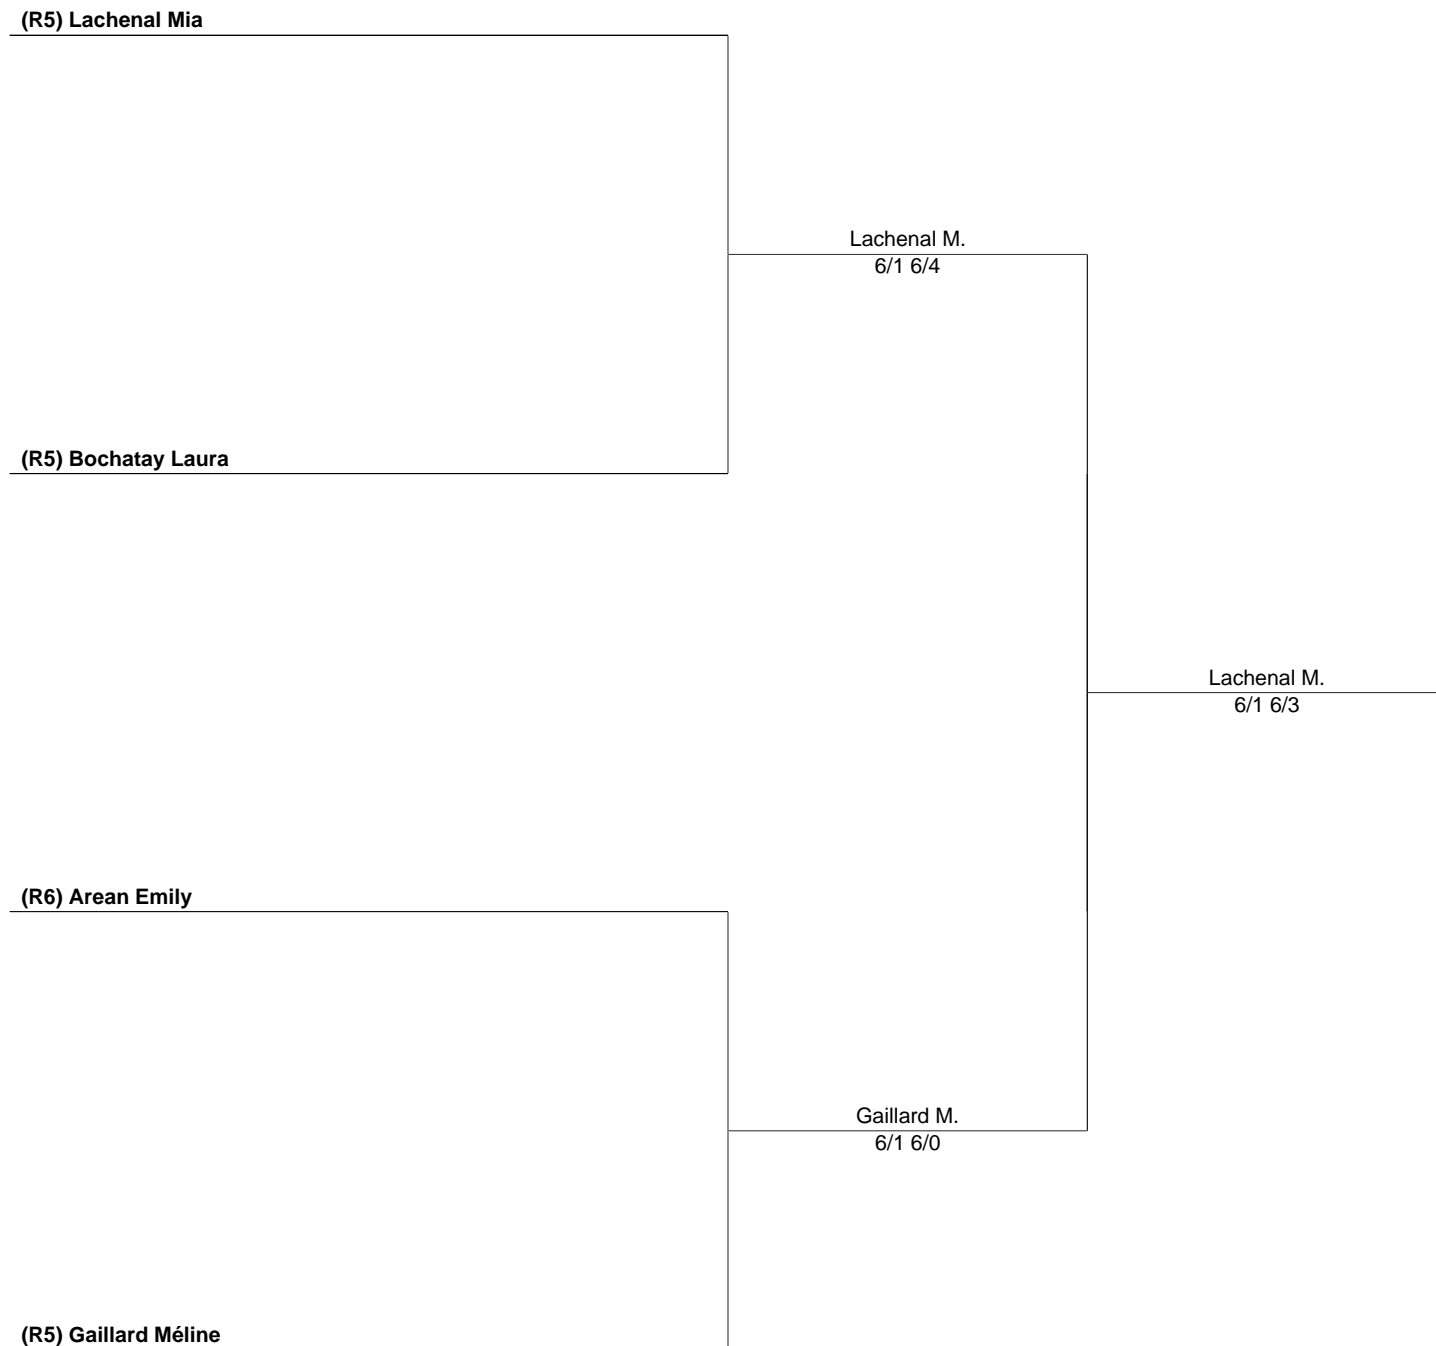 (R5) Lachenal Mia
Lachenal M.
6/1 6/4
(R5) Bochatay Laura
Lachenal M.
6/1 6/3
(R6) Arean Emily
Gaillard M.
6/1 6/0
(R5) Gaillard Méline